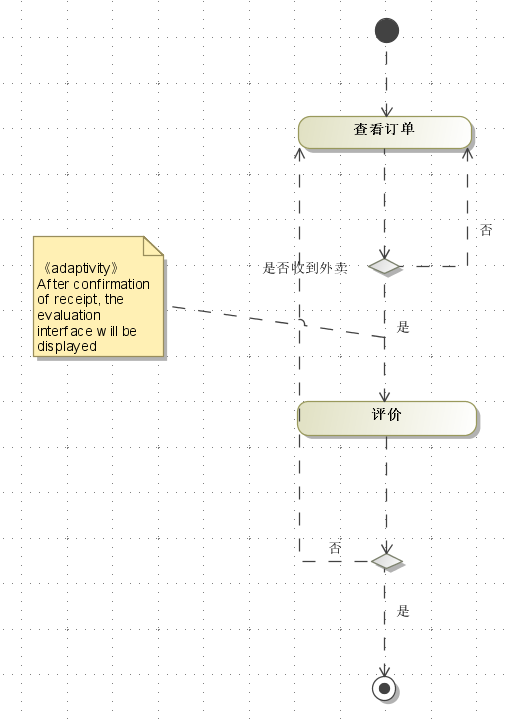 查看订单
否
是否收到外卖
《adaptivity》
After confirmation
of receipt, the
evaluation
interface will be
displayed
是
评价
否
是